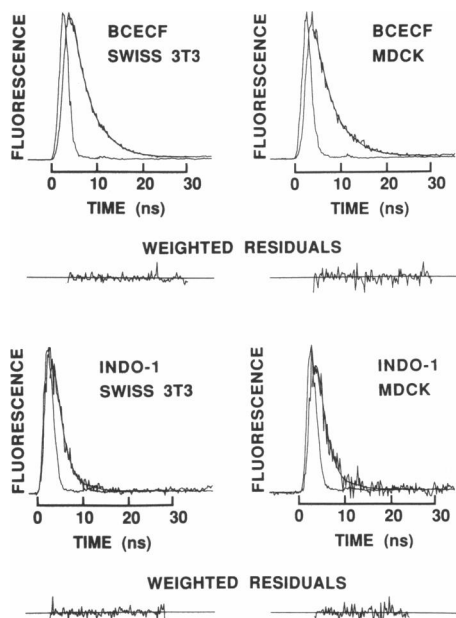 BCECF
SWISS 3T3
FLUORESCENCE
0 10 20 30
TIME (ns)
BCECF
MDCK
FLUORESCENCE
0 10 20 30
TIME (ns)
WEIGHTED RESIDUALS
INDO-1
SWISS 3T3
FLUORESCENCE
0 10 20 30
TIME (ns)
INDO-1
MDCK
FLUORESCENCE
0 10 20 30
TIME (ns)
WEIGHTED RESIDUALS